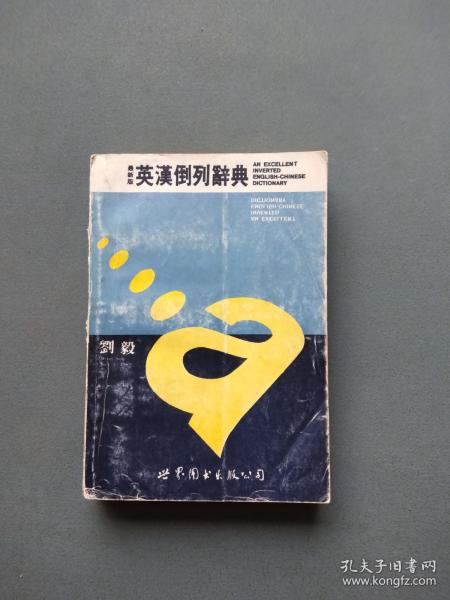 最新版
英漢倒列辭典
AN EXCELLENT
INVERTED
ENGLISH-CHINESE
DICTIONARY
DICTIONARY
ENGLISH-CHINESE
INVERTED
AN EXCELLENT
a
劉毅
世界图书出版公司
孔夫子旧书网
www.kongfz.com